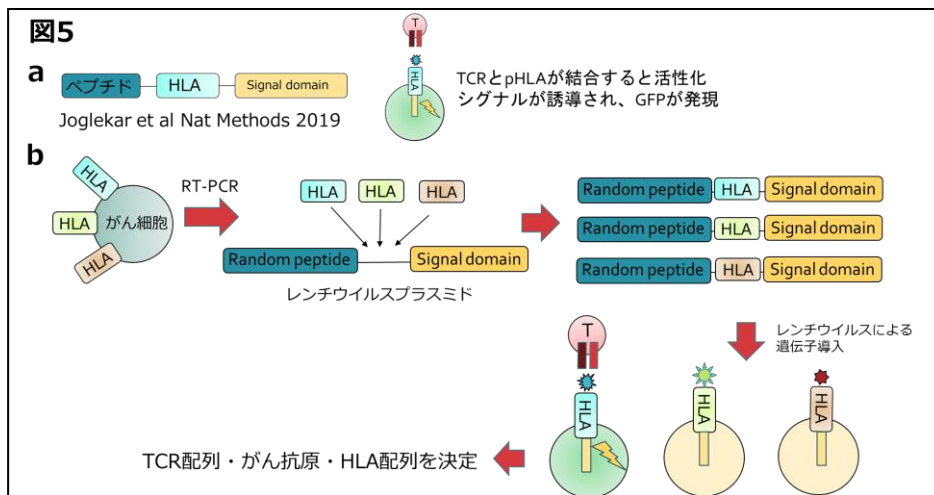 図5
a
ペプチド HLA Signal domain
Joglekar et al Nat Methods 2019
T
HLA
TCRとpHLAが結合すると活性化
シグナルが誘導され、GFPが発現
b
HLA
HLA
HLA
がん細胞
RT-PCR
HLA HLA HLA
Random peptide Signal domain
レンチウイルスプラスミド
Random peptide HLA Signal domain
Random peptide HLA Signal domain
Random peptide HLA Signal domain
レンチウイルスによる
遺伝子導入
T
HLA
HLA
HLA
TCR配列・がん抗原・HLA配列を決定